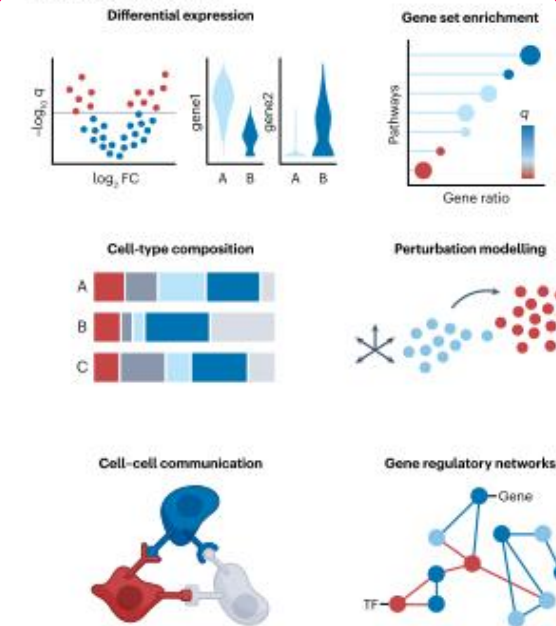 Differential expression
Gene set enrichment
−log₁₀ q
gene1
gene2
A B A B
log₂ FC
Pathways
q
Gene ratio
Cell-type composition
Perturbation modelling
A
B
C
Cell–cell communication
Gene regulatory networks
Gene
TF